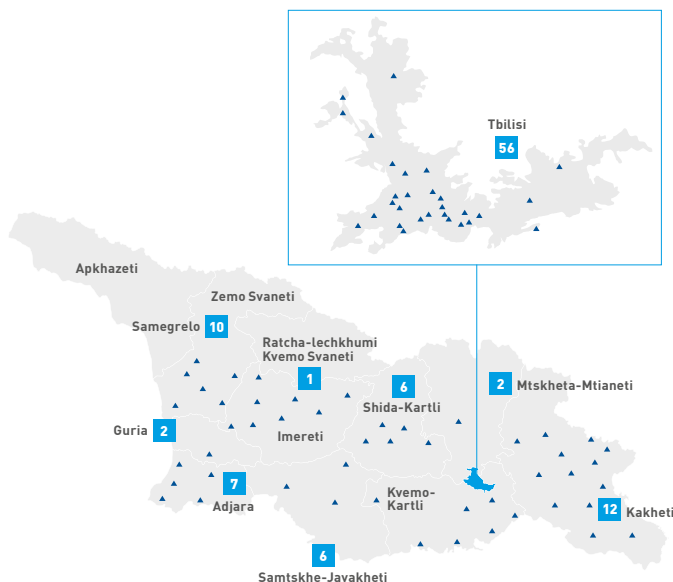 Tbilisi
56
Apkhazeti
Zemo Svaneti
Samegrelo
10
Ratcha-lechkhumi
Kvemo Svaneti
1
6
Shida-Kartli
2
Mtskheta-Mtianeti
Guria
2
Imereti
7
Adjara
Kvemo-
Kartli
12
Kakheti
6
Samtskhe-Javakheti